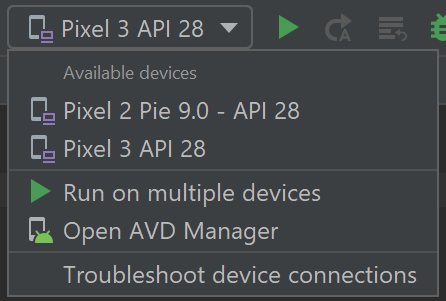 Pixel 3 API 28
Available devices
Pixel 2 Pie 9.0 - API 28
Pixel 3 API 28
Run on multiple devices
Open AVD Manager
Troubleshoot device connections